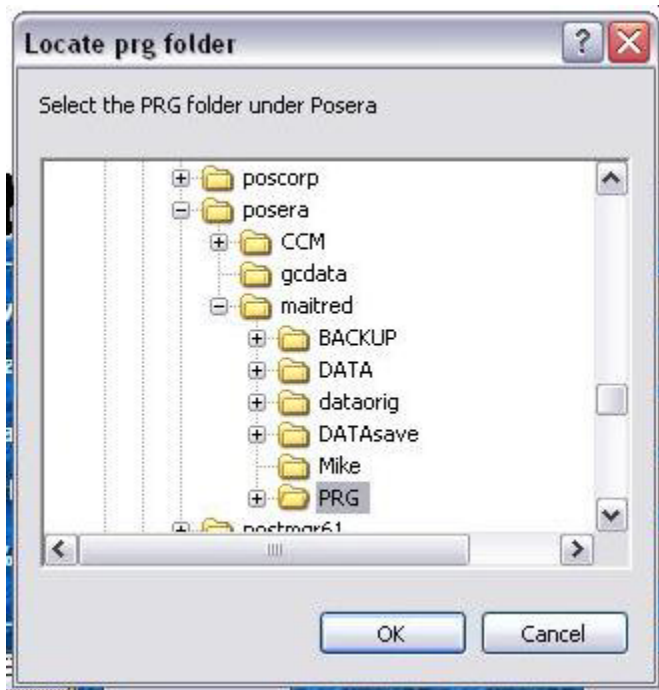 Locate prg folder
Select the PRG folder under Posera
poscorp
posera
CCM
gcdata
maitred
BACKUP
DATA
dataorig
DATAsave
Mike
PRG
postmgr61
OK
Cancel